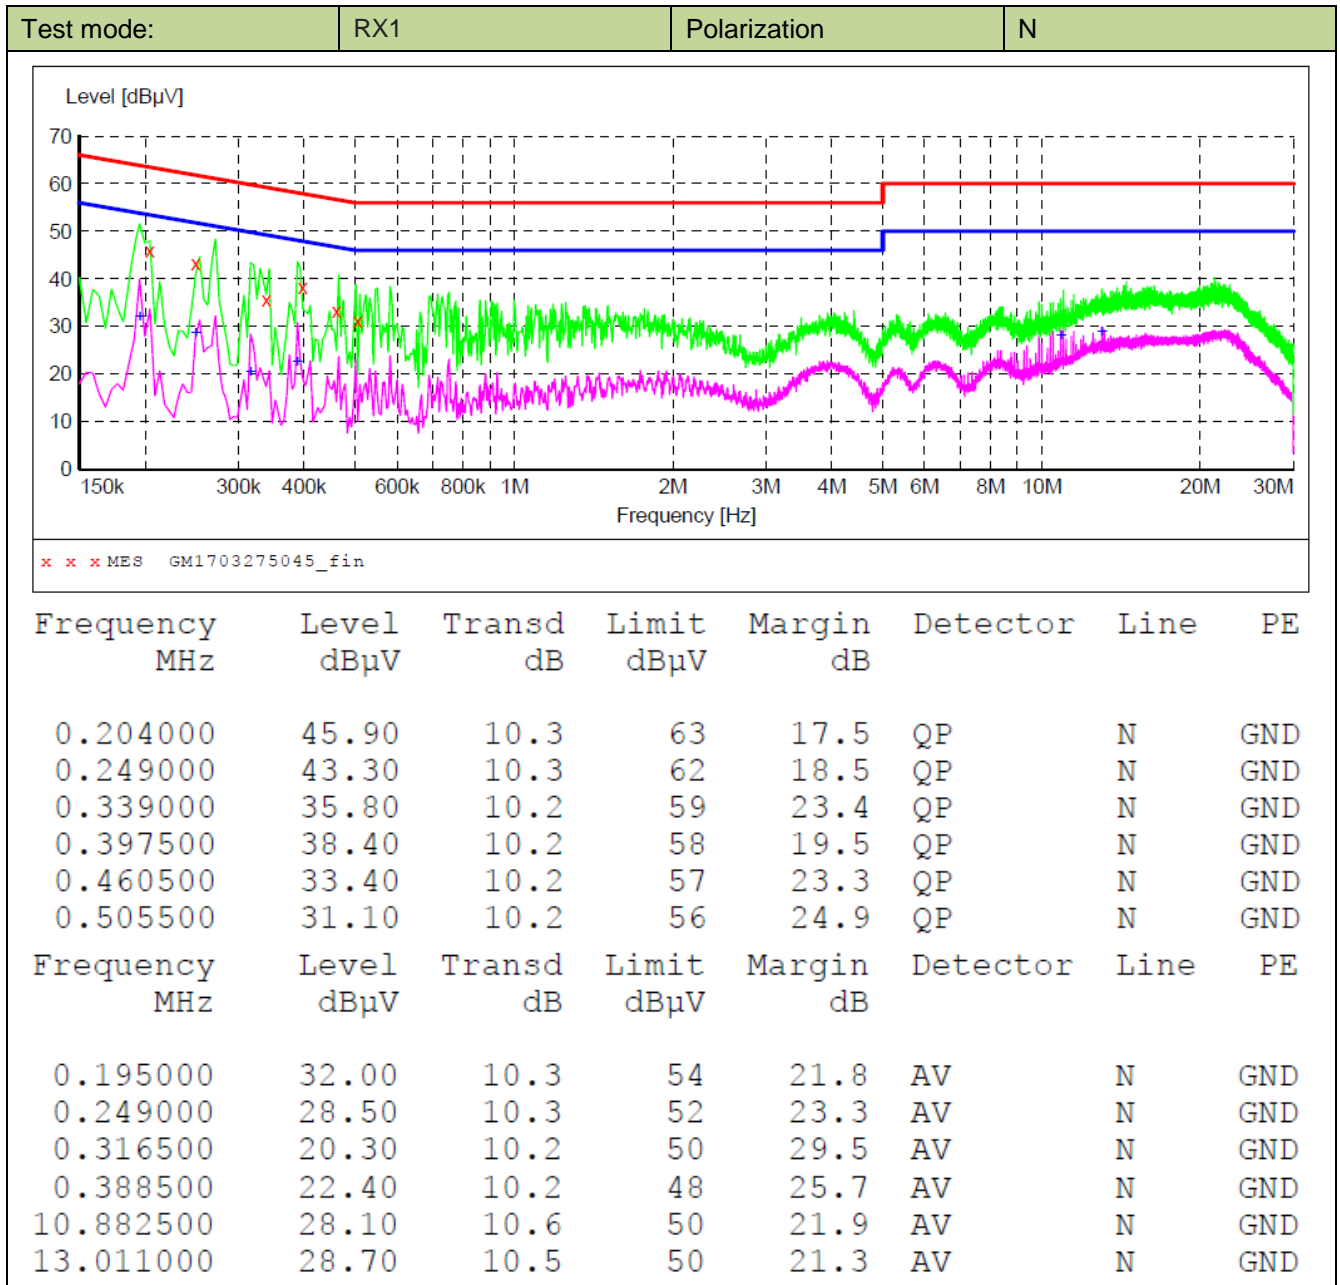 Test mode: RX1 Polarization N
Level [dBµV]
70
60
50
40
30
20
10
0
150k 300k 400k 600k 800k 1M 2M 3M 4M 5M 6M 8M 10M 20M 30M
Frequency [Hz]
x x x MES GM1703275045_fin
Frequency Level Transd Limit Margin Detector Line PE
MHz dBµV dB dBµV dB
0.204000 45.90 10.3 63 17.5 QP N GND
0.249000 43.30 10.3 62 18.5 QP N GND
0.339000 35.80 10.2 59 23.4 QP N GND
0.397500 38.40 10.2 58 19.5 QP N GND
0.460500 33.40 10.2 57 23.3 QP N GND
0.505500 31.10 10.2 56 24.9 QP N GND
Frequency Level Transd Limit Margin Detector Line PE
MHz dBµV dB dBµV dB
0.195000 32.00 10.3 54 21.8 AV N GND
0.249000 28.50 10.3 52 23.3 AV N GND
0.316500 20.30 10.2 50 29.5 AV N GND
0.388500 22.40 10.2 48 25.7 AV N GND
10.882500 28.10 10.6 50 21.9 AV N GND
13.011000 28.70 10.5 50 21.3 AV N GND